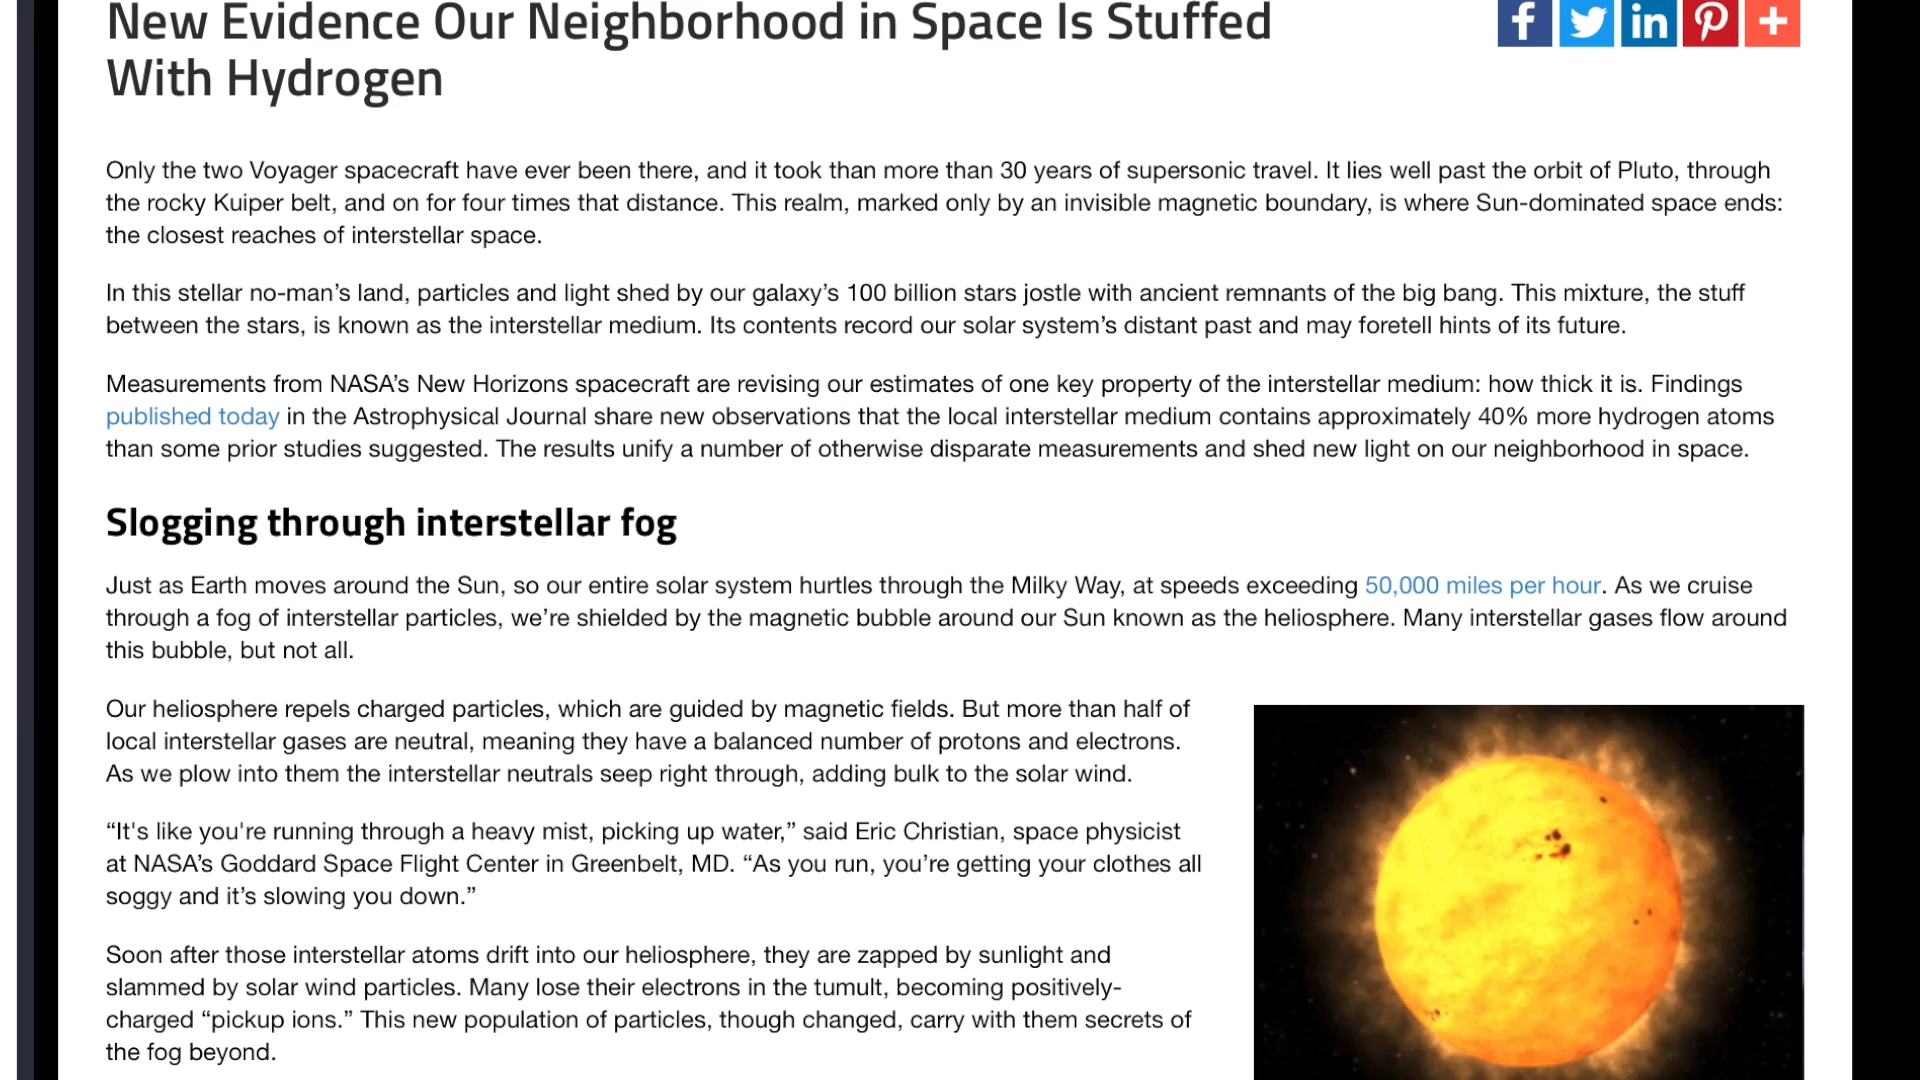 New Evidence Our Neighborhood in Space Is Stuffed
With Hydrogen
Only the two Voyager spacecraft have ever been there, and it took than more than 30 years of supersonic travel. It lies well past the orbit of Pluto, through
the rocky Kuiper belt, and on for four times that distance. This realm, marked only by an invisible magnetic boundary, is where Sun-dominated space ends:
the closest reaches of interstellar space.
In this stellar no-man’s land, particles and light shed by our galaxy’s 100 billion stars jostle with ancient remnants of the big bang. This mixture, the stuff
between the stars, is known as the interstellar medium. Its contents record our solar system’s distant past and may foretell hints of its future.
Measurements from NASA’s New Horizons spacecraft are revising our estimates of one key property of the interstellar medium: how thick it is. Findings
published today in the Astrophysical Journal share new observations that the local interstellar medium contains approximately 40% more hydrogen atoms
than some prior studies suggested. The results unify a number of otherwise disparate measurements and shed new light on our neighborhood in space.
Slogging through interstellar fog
Just as Earth moves around the Sun, so our entire solar system hurtles through the Milky Way, at speeds exceeding 50,000 miles per hour. As we cruise
through a fog of interstellar particles, we’re shielded by the magnetic bubble around our Sun known as the heliosphere. Many interstellar gases flow around
this bubble, but not all.
Our heliosphere repels charged particles, which are guided by magnetic fields. But more than half of
local interstellar gases are neutral, meaning they have a balanced number of protons and electrons.
As we plow into them the interstellar neutrals seep right through, adding bulk to the solar wind.
“It's like you're running through a heavy mist, picking up water,” said Eric Christian, space physicist
at NASA’s Goddard Space Flight Center in Greenbelt, MD. “As you run, you’re getting your clothes all
soggy and it’s slowing you down.”
Soon after those interstellar atoms drift into our heliosphere, they are zapped by sunlight and
slammed by solar wind particles. Many lose their electrons in the tumult, becoming positively-
charged “pickup ions.” This new population of particles, though changed, carry with them secrets of
the fog beyond.